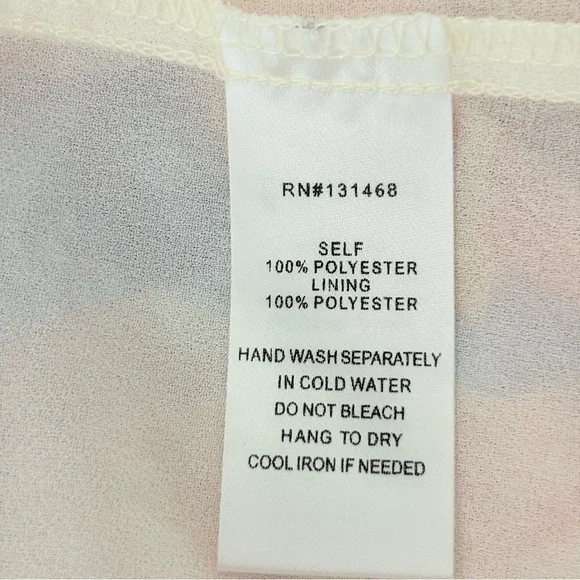 RN#131468
SELF
100% POLYESTER
LINING
100% POLYESTER
HAND WASH SEPARATELY
IN COLD WATER
DO NOT BLEACH
HANG TO DRY
COOL IRON IF NEEDED